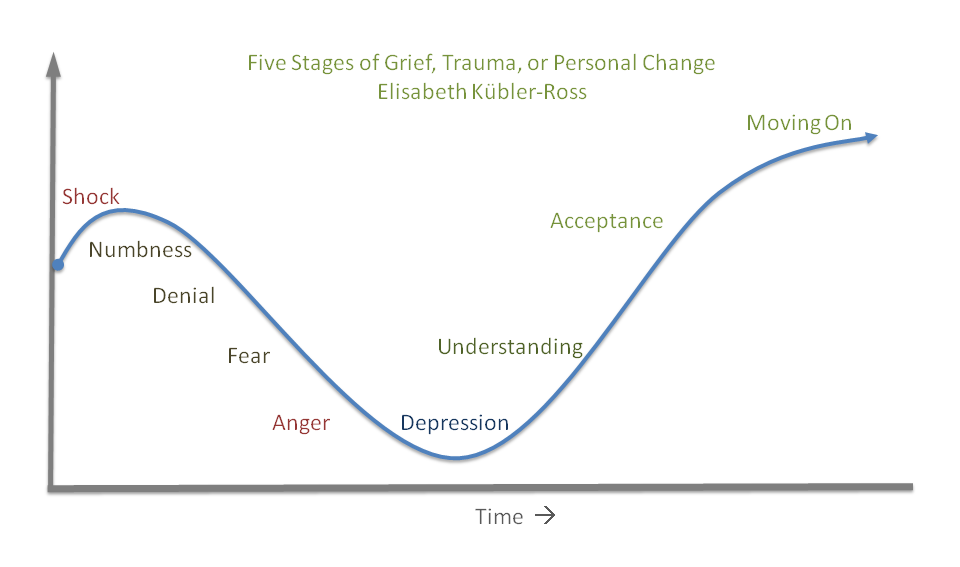 Five Stages of Grief, Trauma, or Personal Change
Elisabeth Kübler-Ross
Moving On
Shock
Acceptance
Numbness
Denial
Understanding
Fear
Anger
Depression
Time →